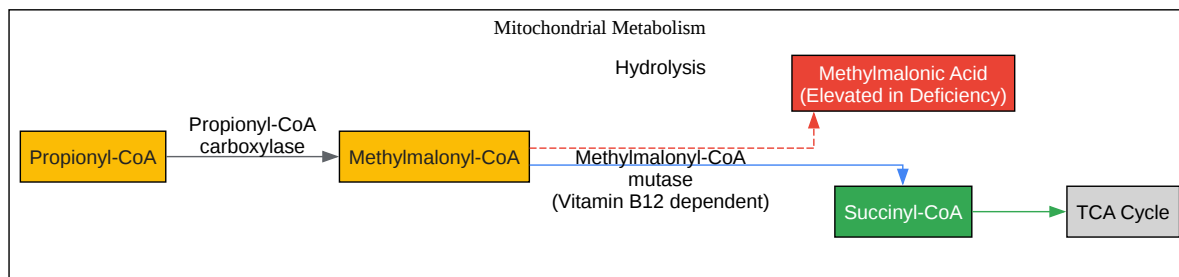 Mitochondrial Metabolism
Hydrolysis
Methylmalonic Acid
(Elevated in Deficiency)
Propionyl-CoA
Propionyl-CoA
carboxylase
Methylmalonyl-CoA
Methylmalonyl-CoA
mutase
(Vitamin B12 dependent)
Succinyl-CoA
TCA Cycle